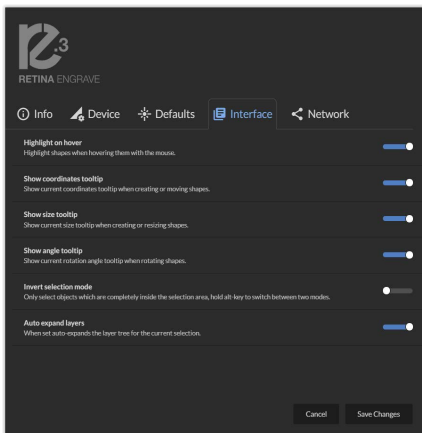 re.3
RETINA ENGRAVE
Info Device Defaults Interface Network
Highlight on hover
Highlight shapes when hovering them with the mouse.
Show coordinates tooltip
Show current coordinates tooltip when creating or moving shapes.
Show size tooltip
Show current size tooltip when creating or resizing shapes.
Show angle tooltip
Show current rotation angle tooltip when rotating shapes.
Invert selection mode
Only select objects which are completely inside the selection area, hold alt-key to switch between two modes.
Auto expand layers
When set auto-expands the layer tree for the current selection.
Cancel Save Changes